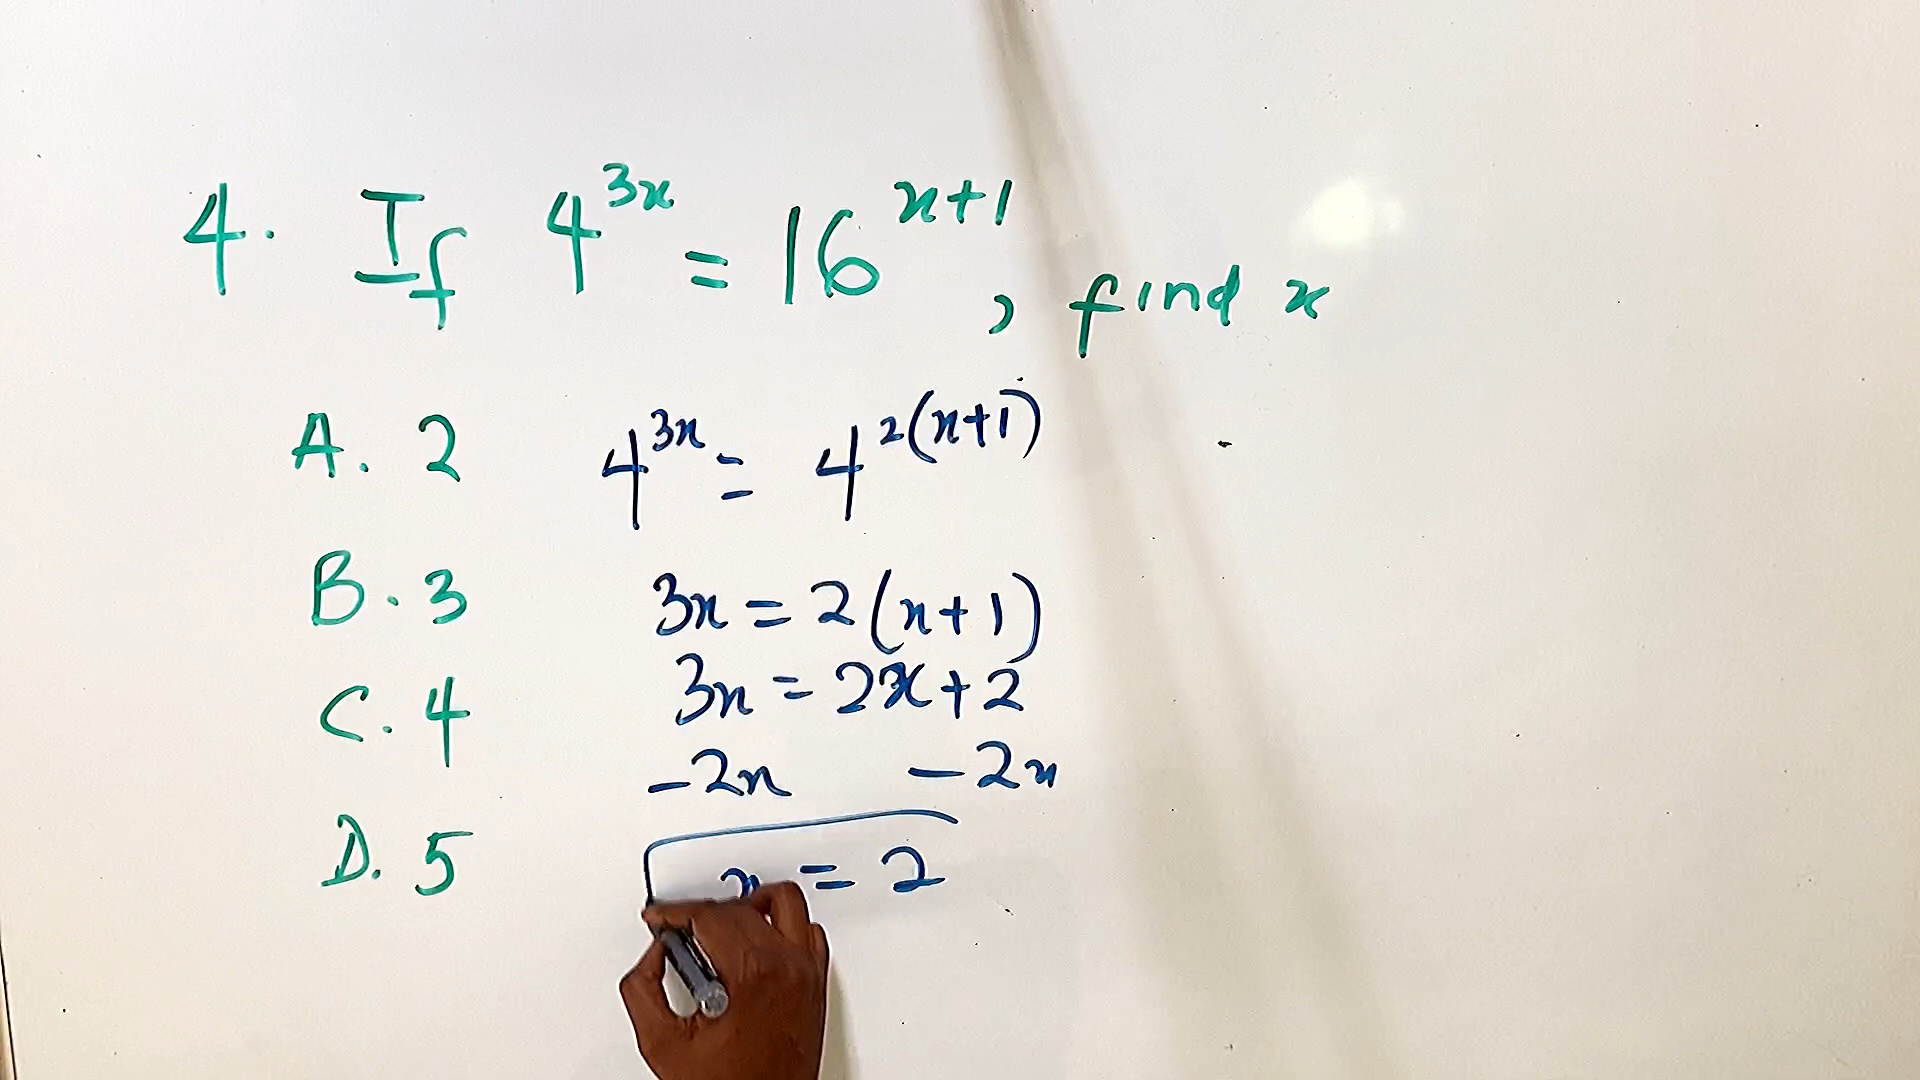 4. If 4^{3x} = 16^{x+1}, find x
A. 2
4^{3x} = 4^{2(x+1)}
B. 3
3x = 2(x+1)
3x = 2x+2
C. 4
-2x -2x
D. 5
x = 2